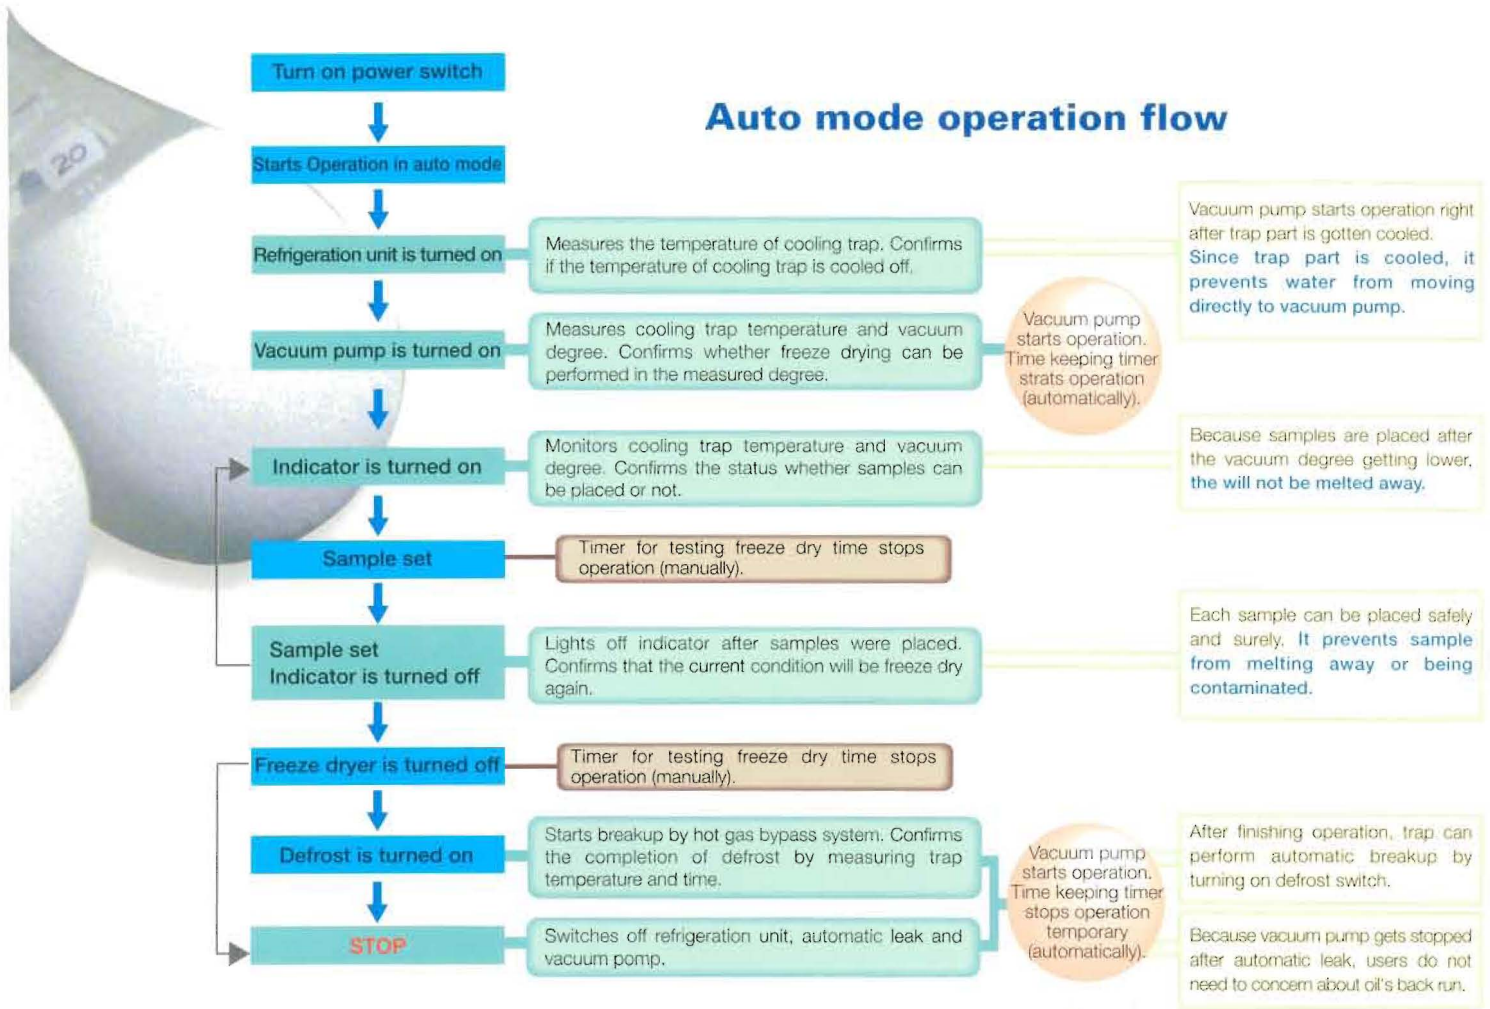 Auto mode operation flow
20
Turn on power switch
Starts Operation in auto mode
Refrigeration unit is turned on
Measures the temperature of cooling trap. Confirms
if the temperature of cooling trap is cooled off.
Vacuum pump starts operation right
after trap part is gotten cooled.
Since trap part is cooled, it
prevents water from moving
directly to vacuum pump.
Vacuum pump is turned on
Measures cooling trap temperature and vacuum
degree. Confirms whether freeze drying can be
performed in the measured degree.
Vacuum pump
starts operation.
Time keeping timer
strats operation
(automatically).
Indicator is turned on
Monitors cooling trap temperature and vacuum
degree. Confirms the status whether samples can
be placed or not.
Because samples are placed after
the vacuum degree getting lower,
the will not be melted away.
Sample set
Timer for testing freeze dry time stops
operation (manually).
Sample set
Indicator is turned off
Lights off indicator after samples were placed.
Confirms that the current condition will be freeze dry
again.
Each sample can be placed safely
and surely. It prevents sample
from melting away or being
contaminated.
Freeze dryer is turned off
Timer for testing freeze dry time stops
operation (manually).
Defrost is turned on
Starts breakup by hot gas bypass system. Confirms
the completion of defrost by measuring trap
temperature and time.
Vacuum pump
starts operation.
Time keeping timer
stops operation
temporary
(automatically).
After finishing operation, trap can
perform automatic breakup by
turning on defrost switch.
STOP
Switches off refrigeration unit, automatic leak and
vacuum pomp.
Because vacuum pump gets stopped
after automatic leak, users do not
need to concern about oil's back run.